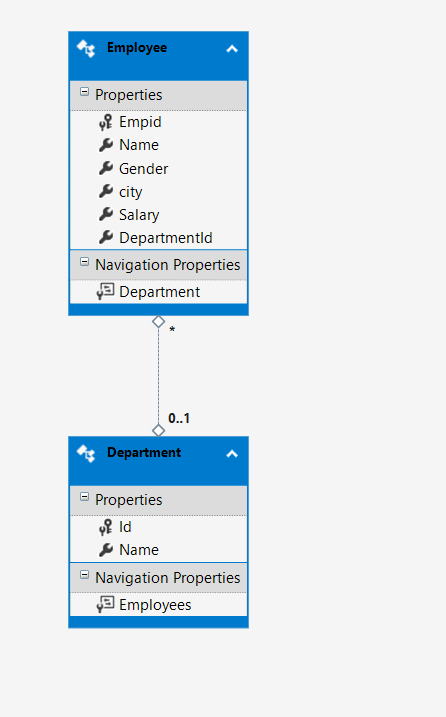 Employee
Properties
Empid
Name
Gender
city
Salary
DepartmentId
Navigation Properties
Department
*
0..1
Department
Properties
Id
Name
Navigation Properties
Employees